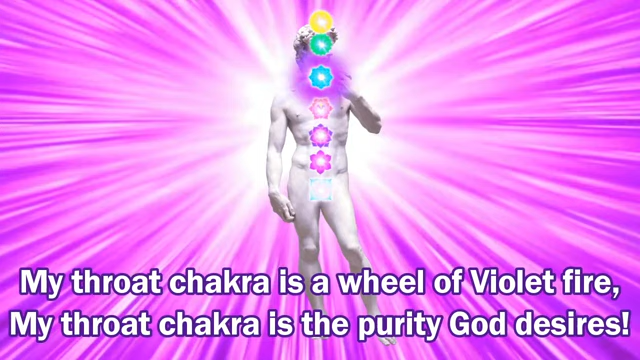 My throat chakra is a wheel of Violet fire,
My throat chakra is the purity God desires!